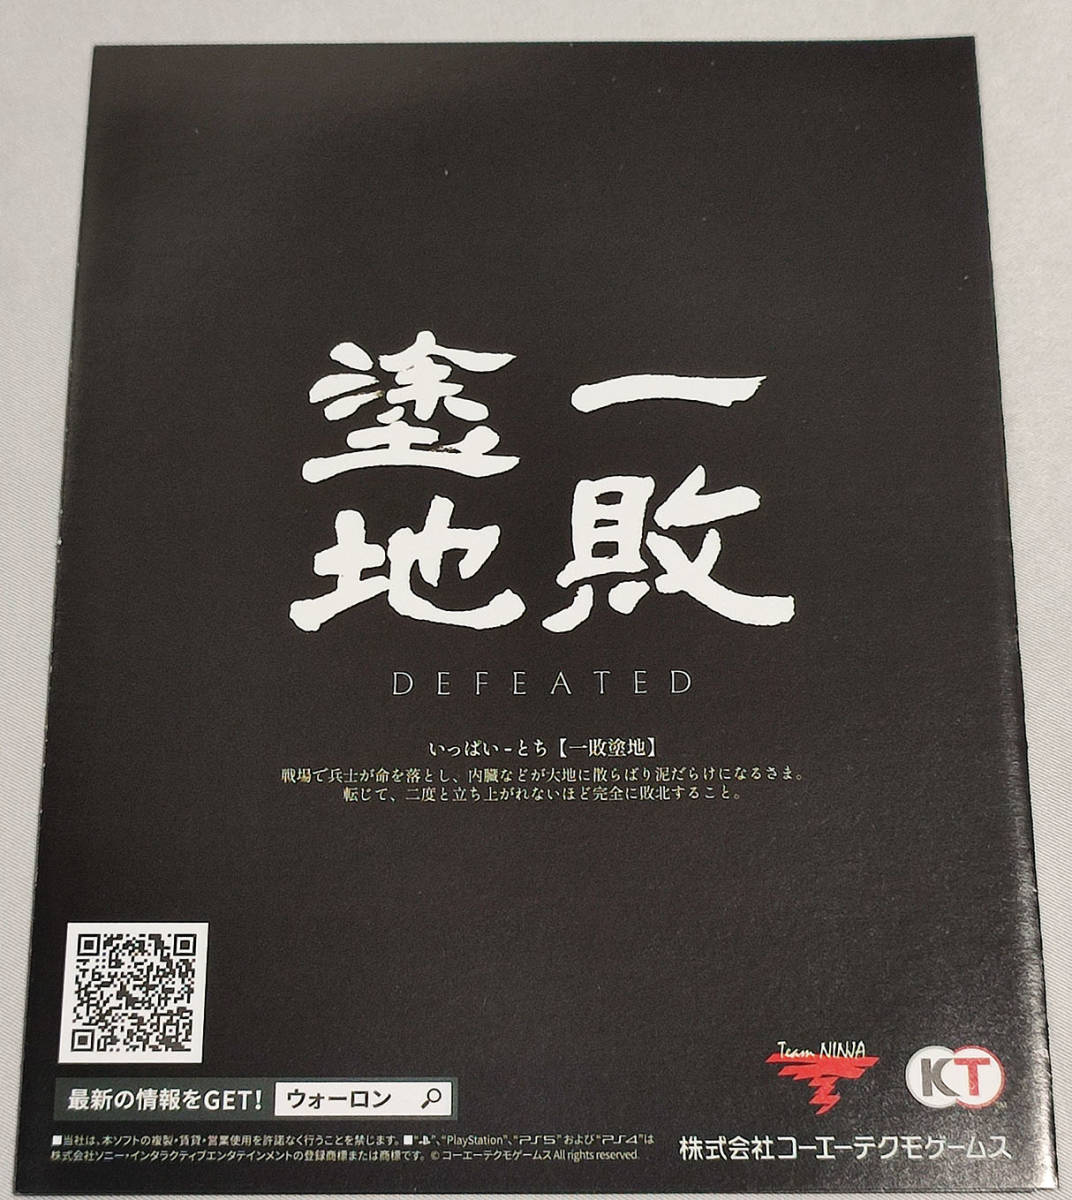 一敗
塗地
DEFEATED
いっぱい-とち【一敗塗地】
戦場で兵士が命を落とし、内臓などが大地に散らばり泥だらけになるさま。
転じて、二度と立ち上がれないほど完全に敗北すること。
最新の情報をGET! ウォーロン
Team NINJA
KT
■当社は、本ソフトの複製・賃貸・営業使用を許諾なく行うことを禁じます。■“-B-”、“PlayStation”、“PS5” および “PS4”は
株式会社ソニー・インタラクティブエンタテインメントの登録商標または商標です。 © コーエーテクモゲームス All rights reserved.
株式会社コーエーテクモゲームス